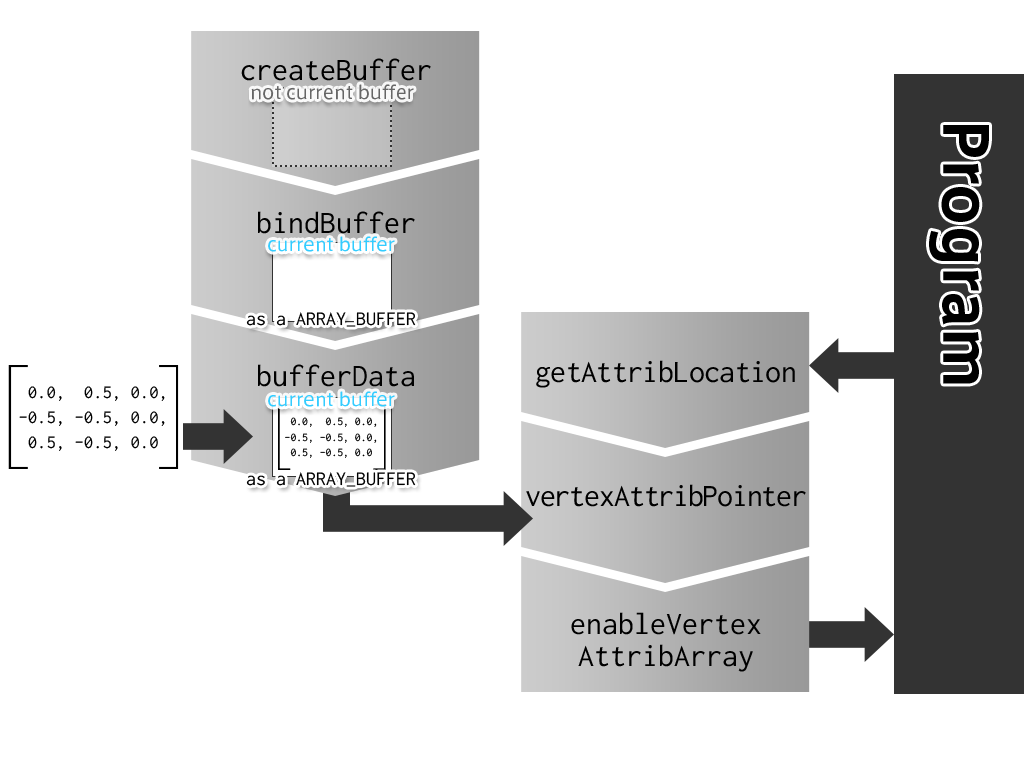 createBuffer
not current buffer
bindBuffer
current buffer
as a ARRAY_BUFFER
bufferData
current buffer
0.0, 0.5, 0.0,
-0.5, -0.5, 0.0,
0.5, -0.5, 0.0
as a ARRAY_BUFFER
0.0, 0.5, 0.0,
-0.5, -0.5, 0.0,
0.5, -0.5, 0.0
getAttribLocation
vertexAttribPointer
enableVertex
AttribArray
Program